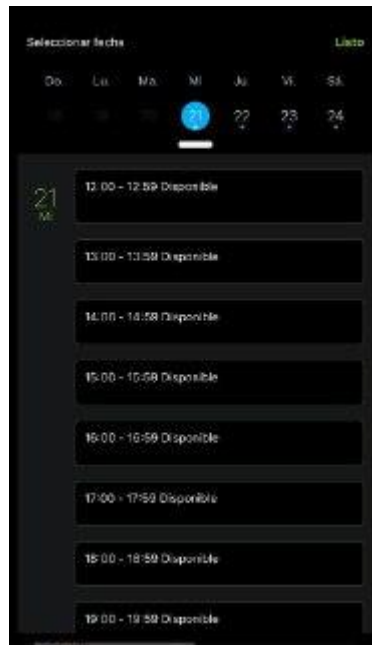 Seleccionar fecha Listo
Do. Lu. Ma. Mi Ju. Vi. Sá.
21 22 23 24
21
Mi
12:00 - 12:59 Disponible
13:00 - 13:59 Disponible
14:00 - 14:59 Disponible
15:00 - 15:59 Disponible
16:00 - 16:59 Disponible
17:00 - 17:59 Disponible
18:00 - 18:59 Disponible
19:00 - 19:59 Disponible